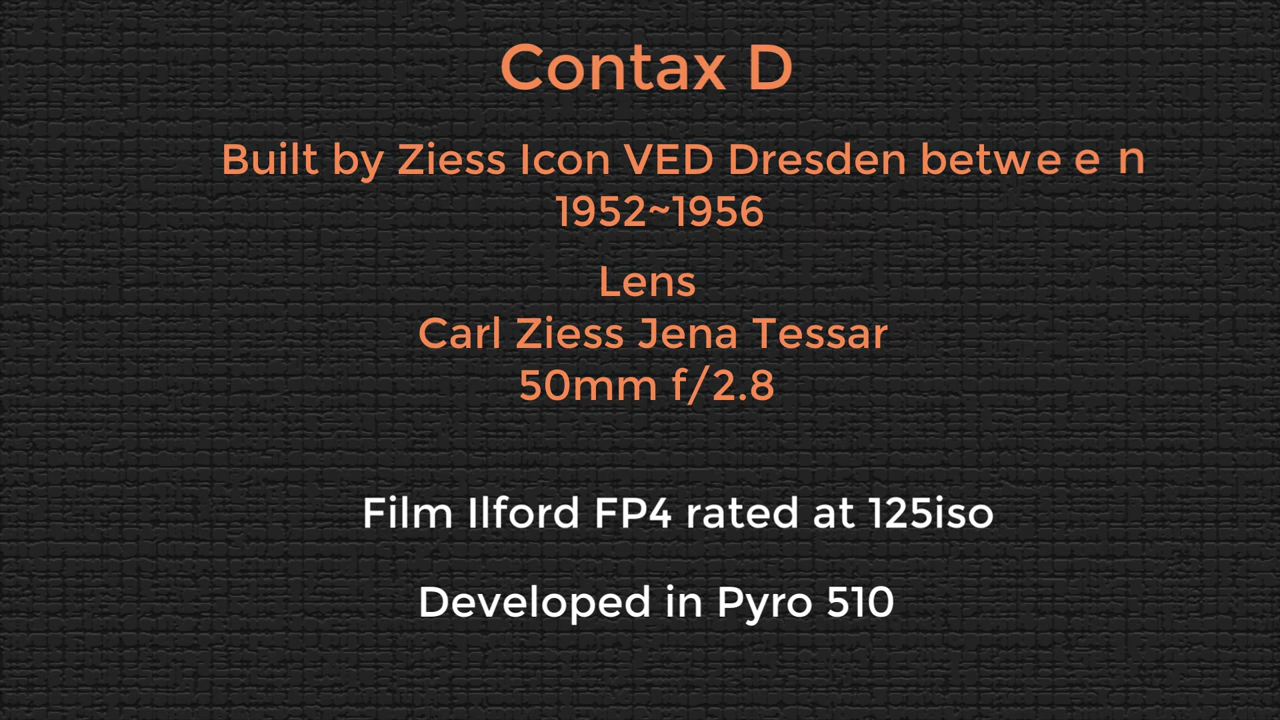 Contax D
Built by Ziess Icon VED Dresden between
1952~1956
Lens
Carl Ziess Jena Tessar
50mm f/2.8
Film Ilford FP4 rated at 125iso
Developed in Pyro 510